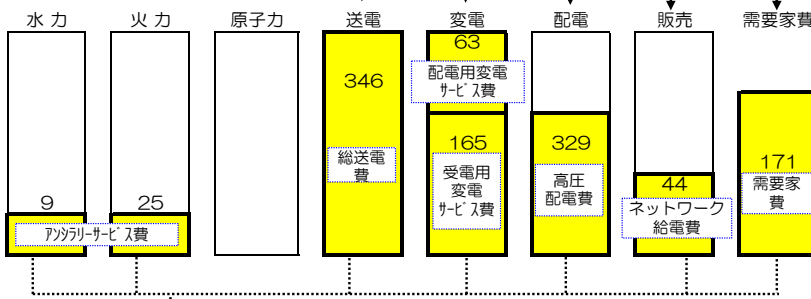 水力 火力 原子力 送電 変電 配電 販売 需要家費
63
346
配電用変電
サービス費
165 329
171
総送電
費
受電用
変電
サービス費
高圧
配電費
44
需要家
費
9 25
ネットワーク
給電費
アンシラリーサービス費